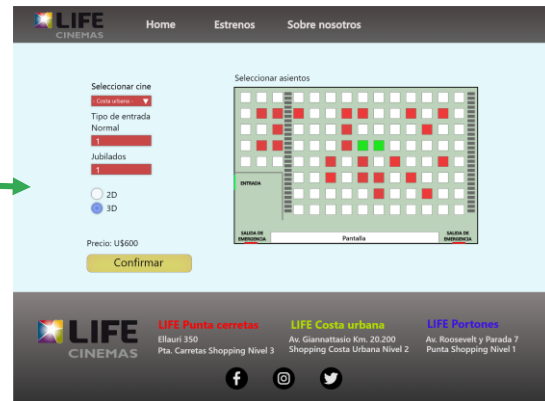 LIFE
CINEMAS
Home
Estrenos
Sobre nosotros
Seleccionar cine
- Costa urbana -
Tipo de entrada
Normal
1
Jubilados
1
2D
3D
Precio: U$600
Confirmar
Seleccionar asientos
ENTRADA
SALIDA DE
EMERGENCIA
Pantalla
SALIDA DE
EMERGENCIA
LIFE
CINEMAS
LIFE Punta cerretas
Ellauri 350
Pta. Carretas Shopping Nivel 3
LIFE Costa urbana
Av. Giannattasio Km. 20.200
Shopping Costa Urbana Nivel 2
LIFE Portones
Av. Roosevelt y Parada 7
Punta Shopping Nivel 1